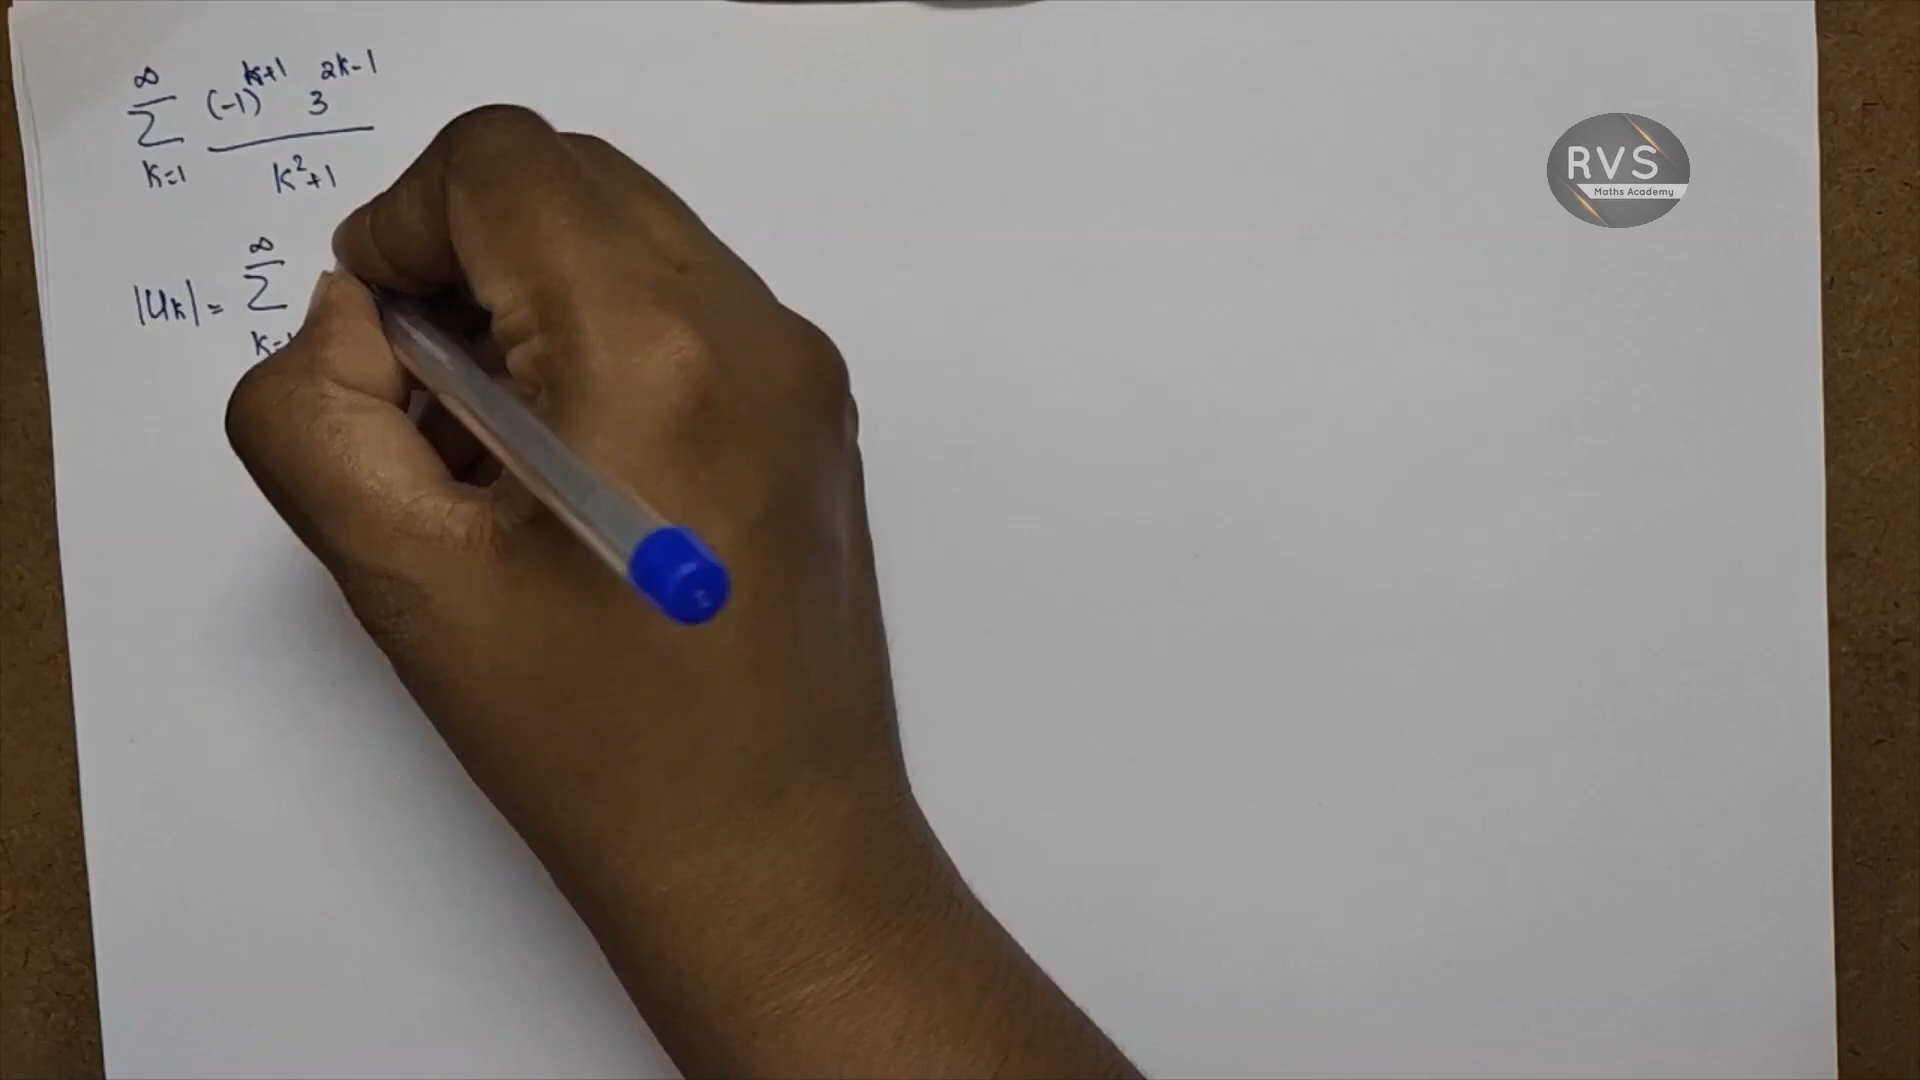 ∞ Σ k=1 (-1)^{k+1} 3^{2k-1} / k²+1
|Uk| = ∞ Σ
RVS
Maths Academy